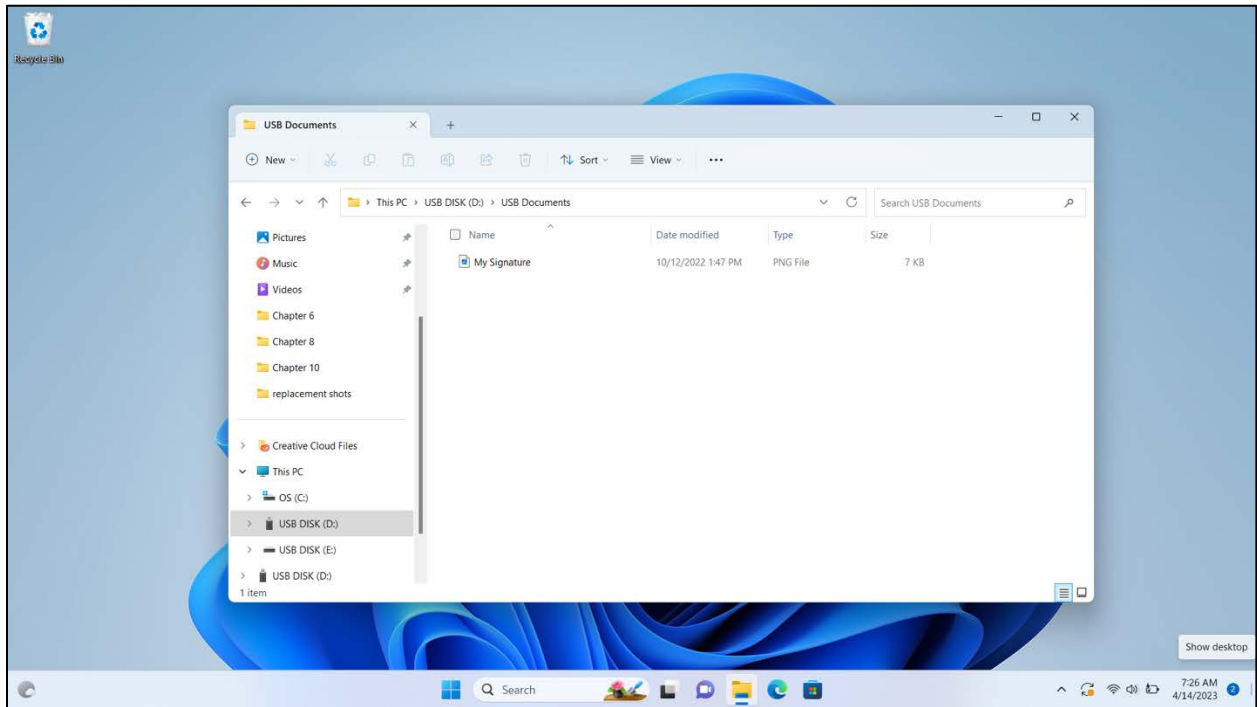 Recycle Bin
USB Documents
New
Sort
View
This PC > USB DISK (D:) > USB Documents
Search USB Documents
Name Date modified Type Size
My Signature 10/12/2022 1:47 PM PNG File 7 KB
Pictures
Music
Videos
Chapter 6
Chapter 8
Chapter 10
replacement shots
Creative Cloud Files
This PC
OS (C:)
USB DISK (D:)
USB DISK (E:)
USB DISK (D:)
1 item
Show desktop
Search
7:26 AM
4/14/2023
2